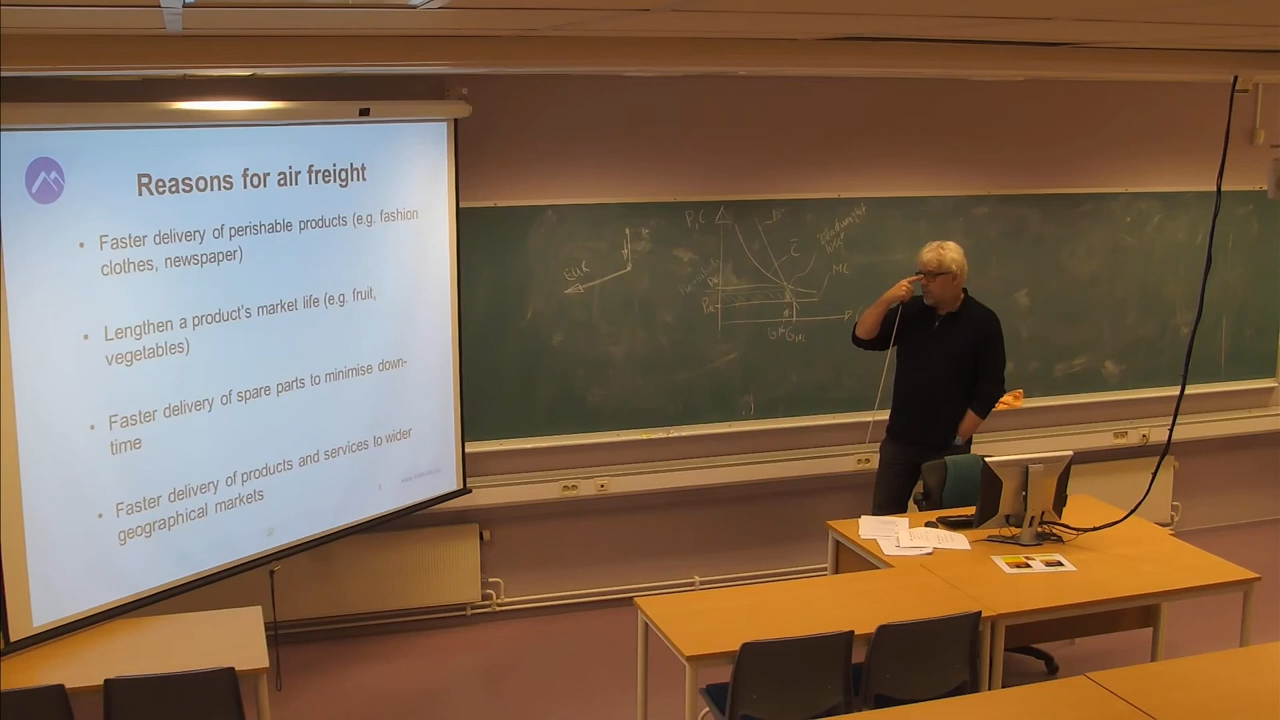 Reasons for air freight
• Faster delivery of perishable products (e.g. fashion
clothes, newspaper)
• Lengthen a product's market life (e.g. fruit,
vegetables)
• Faster delivery of spare parts to minimise down-
time
• Faster delivery of products and services to wider
geographical markets
EUR
P,C
D
C
MC